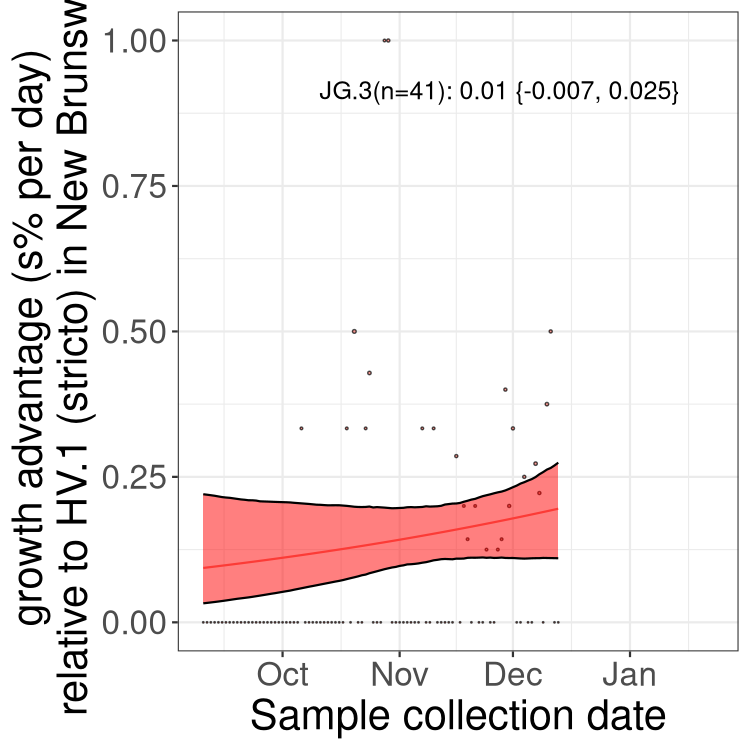 growth advantage (s% per day)
relative to HV.1 (stricto) in New Brunsw
1.00
0.75
0.50
0.25
0.00
JG.3(n=41): 0.01 {-0.007, 0.025}
Oct Nov Dec Jan
Sample collection date